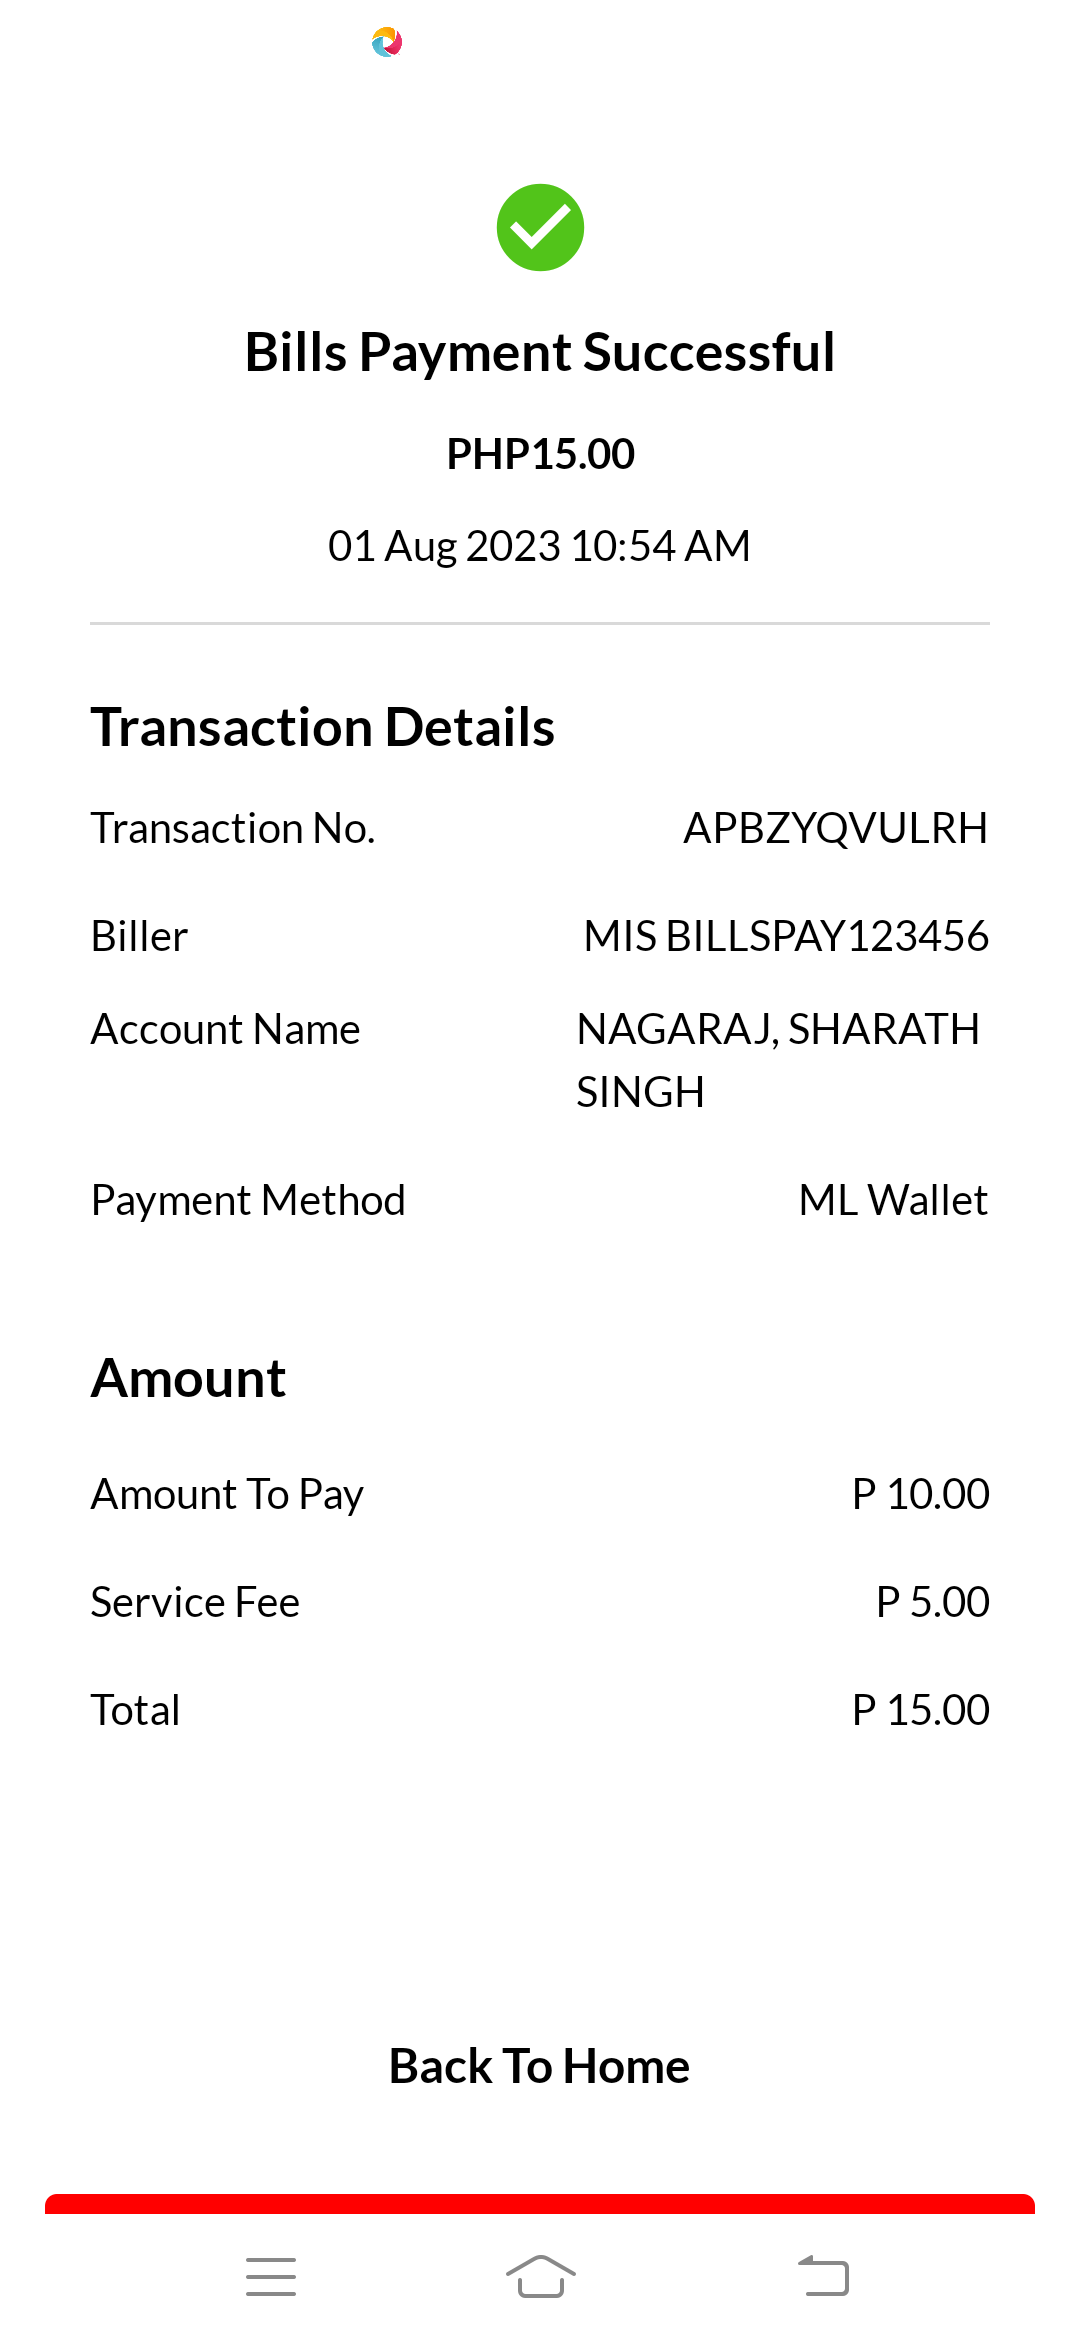 Bills Payment Successful
PHP15.00
01 Aug 2023 10:54 AM
Transaction Details
Transaction No. APBZYQVULRH
Biller MIS BILLSPAY123456
Account Name NAGARAJ, SHARATH
SINGH
Payment Method ML Wallet
Amount
Amount To Pay P 10.00
Service Fee P 5.00
Total P 15.00
Back To Home